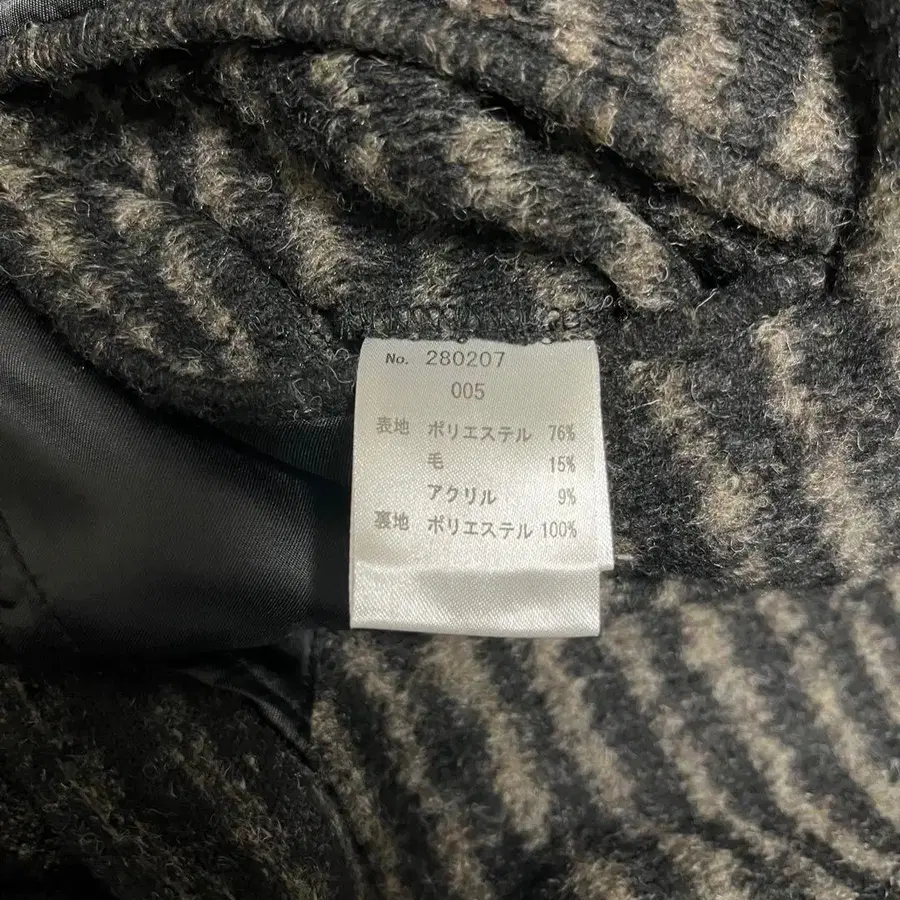 No. 280207
005
表地 ポリエステル 76%
毛 15%
アクリル 9%
裏地 ポリエステル 100%